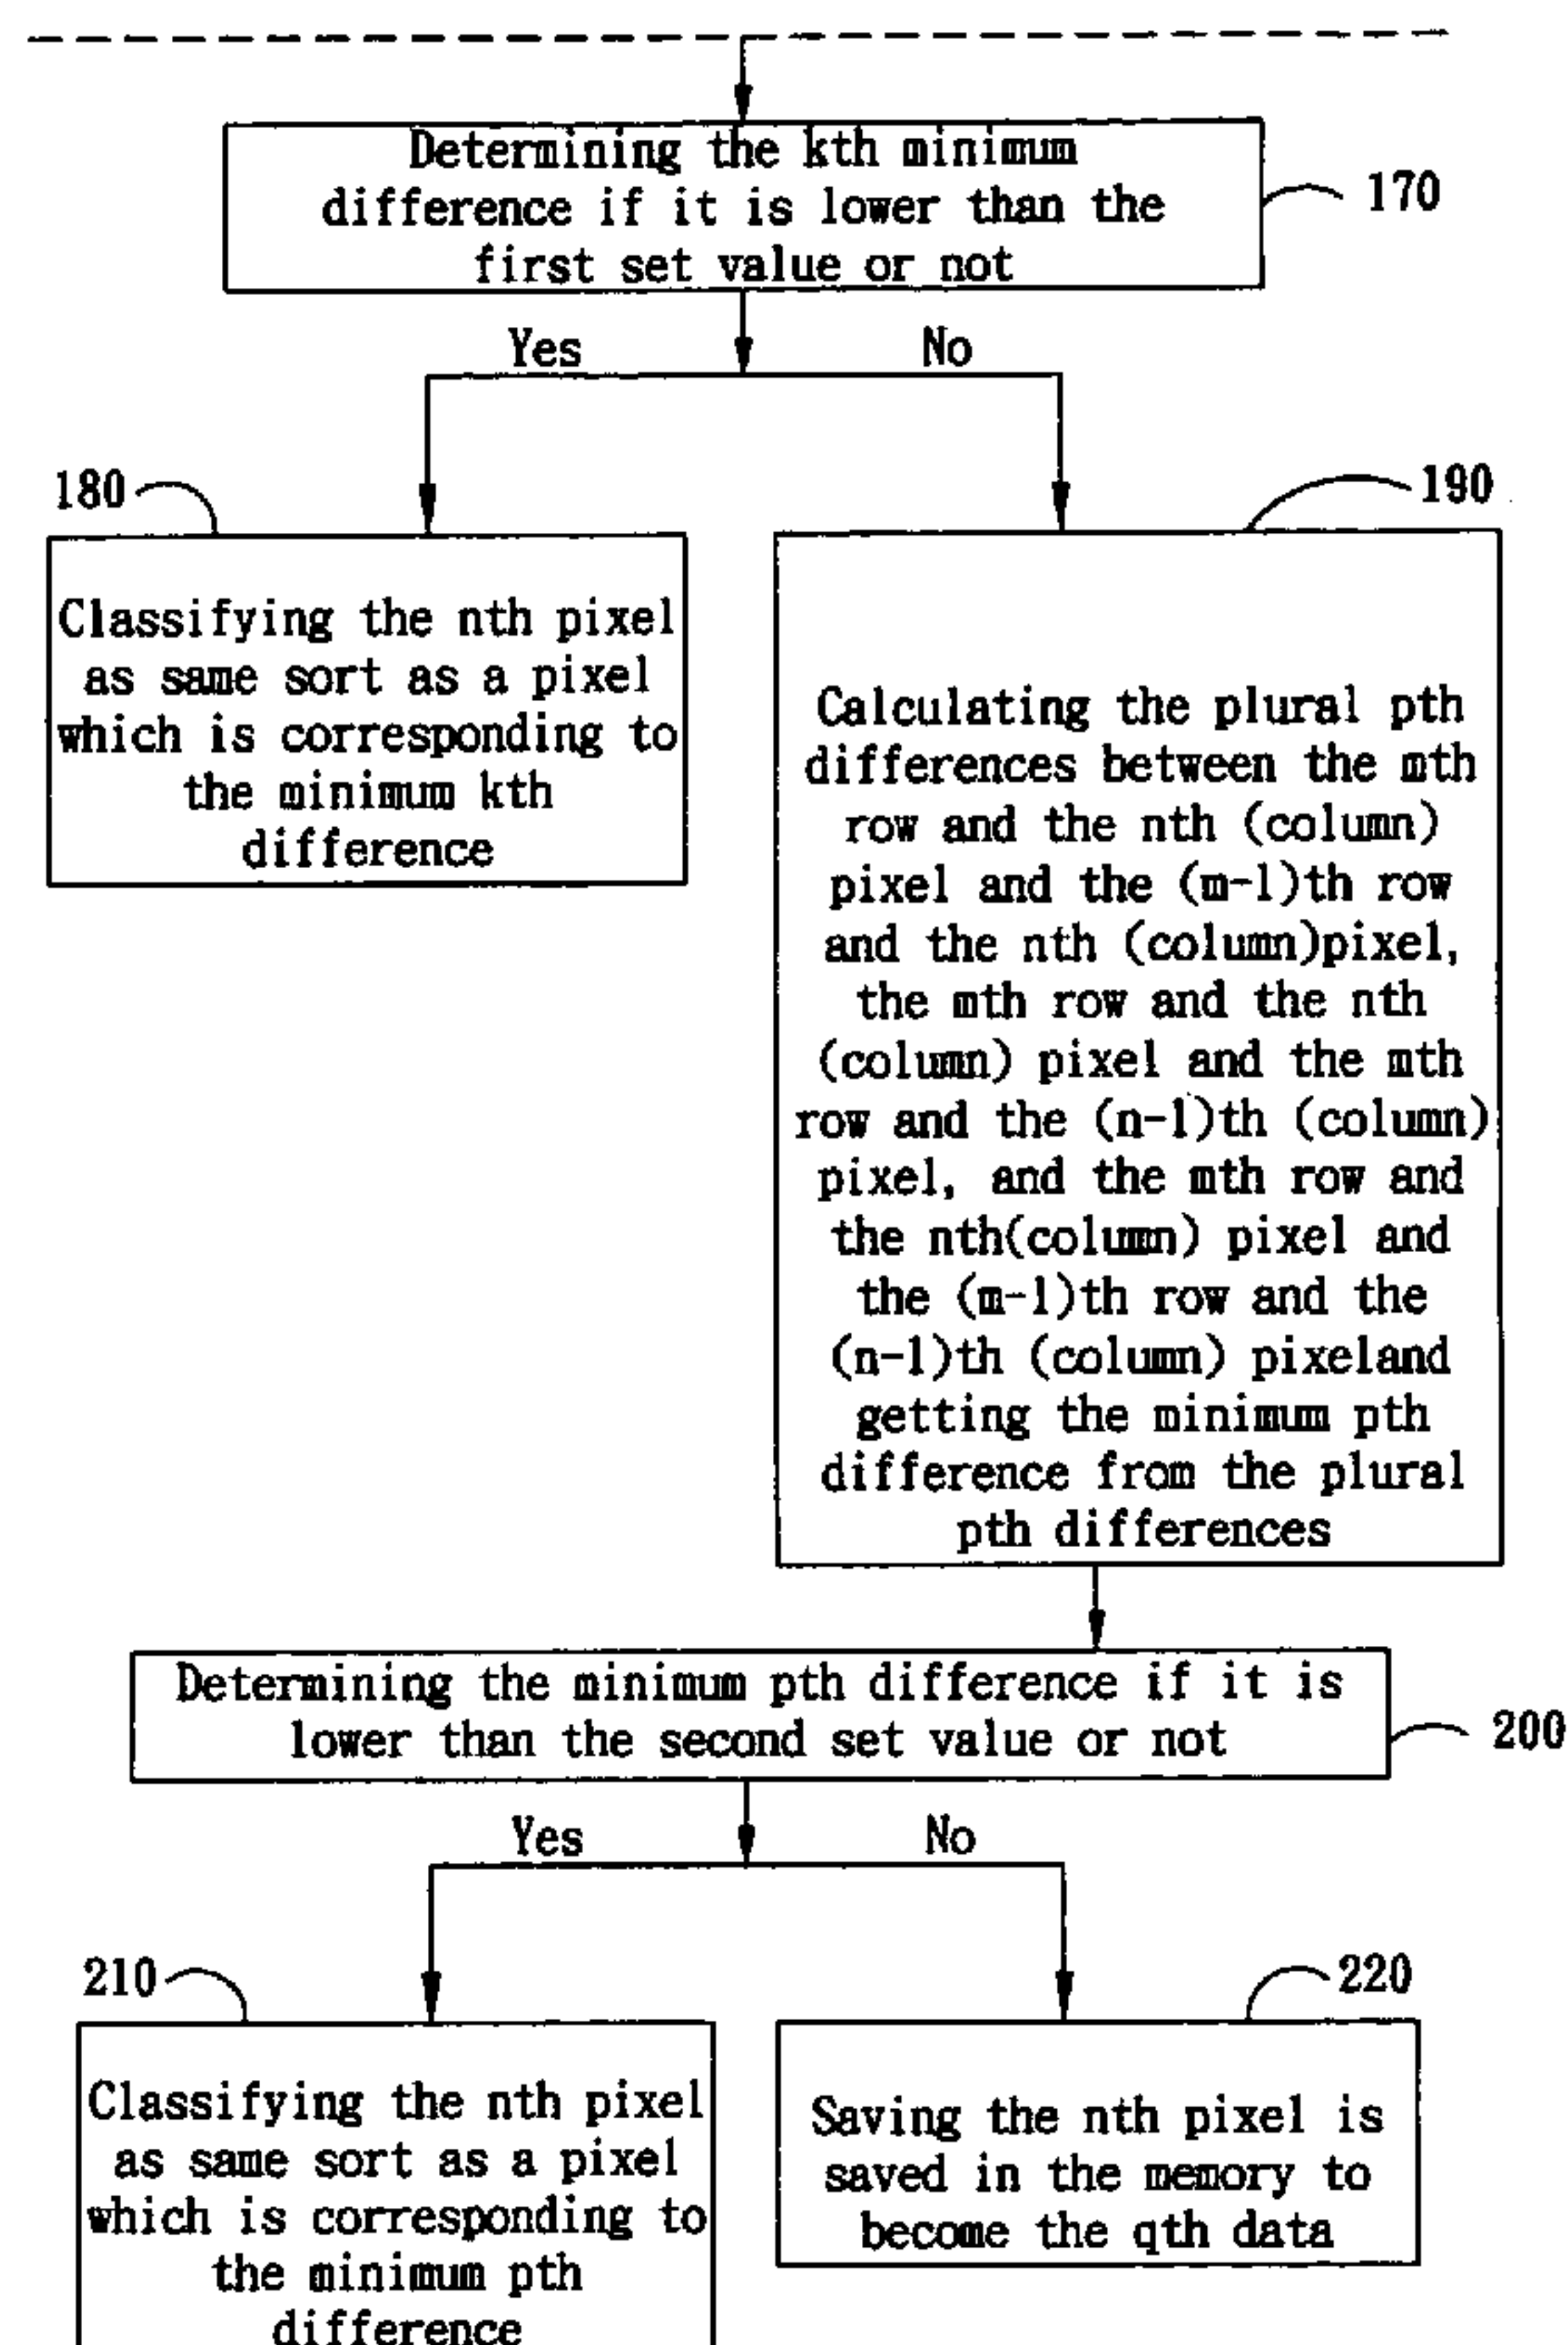 Determining the kth minimum
difference if it is lower than the
first set value or not
170
Yes
No
180
190
Classifying the nth pixel
as same sort as a pixel
which is corresponding to
the minimum kth
difference
Calculating the plural pth
differences between the mth
row and the nth (column)
pixel and the (m-1)th row
and the nth (column)pixel,
the mth row and the nth
(column) pixel and the mth
row and the (n-1)th (column)
pixel, and the mth row and
the nth(column) pixel and
the (m-1)th row and the
(n-1)th (column) pixeland
getting the minimum pth
difference from the plural
pth differences
Determining the minimum pth difference if it is
lower than the second set value or not
200
Yes
No
210
220
Classifying the nth pixel
as same sort as a pixel
which is corresponding to
the minimum pth
difference
Saving the nth pixel is
saved in the memory to
become the qth data